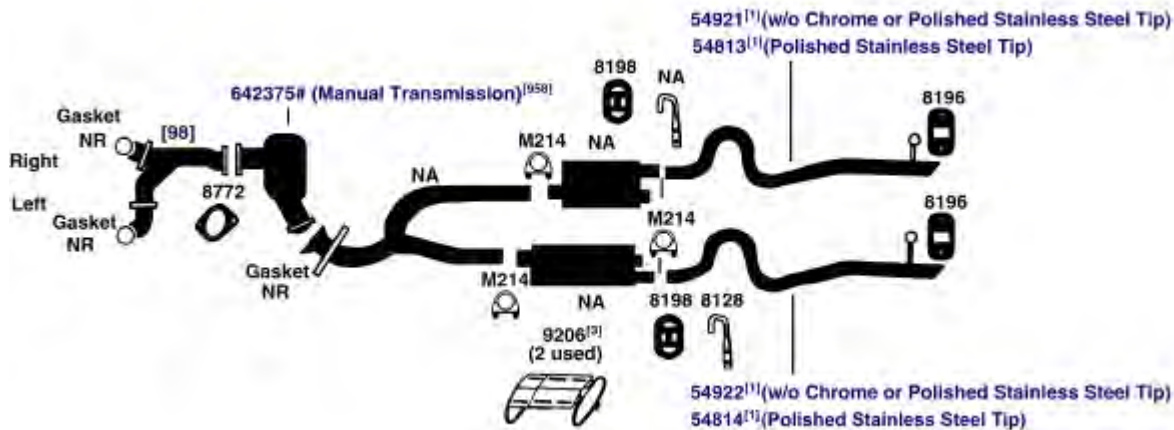 54921[1](w/o Chrome or Polished Stainless Steel Tip)
54813[1](Polished Stainless Steel Tip)
8198
NA
642375# (Manual Transmission)[958]
8196
Gasket
NR
[98]
M214
NA
Right
NA
8772
Left
8196
Gasket
NR
M214
Gasket
NR
M214
NA
8198
8128
9206[3]
(2 used)
54922[1](w/o Chrome or Polished Stainless Steel Tip)
54814[1](Polished Stainless Steel Tip)